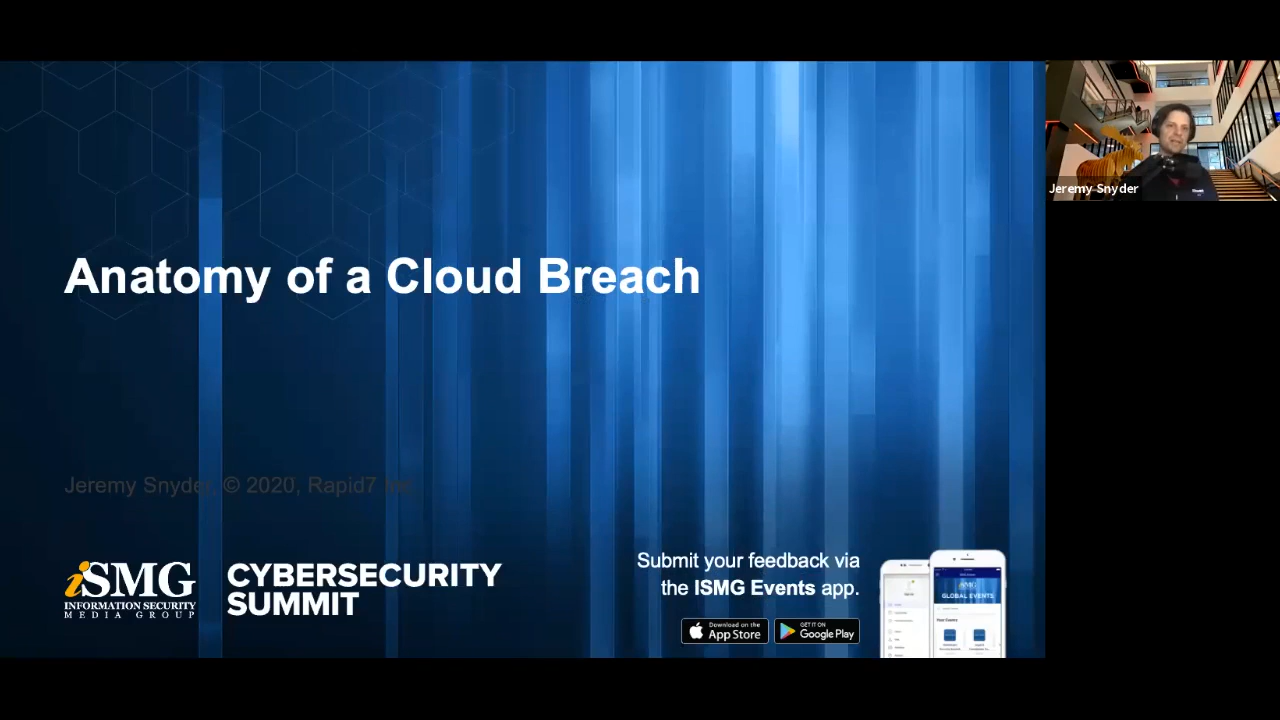 Anatomy of a Cloud Breach
Jeremy Snyder
Jeremy Snyder, © 2020, Rapid7 Inc
iSMG
INFORMATION SECURITY
MEDIA GROUP
CYBERSECURITY
SUMMIT
Submit your feedback via
the ISMG Events app.
Download on the
App Store
GET IT ON
Google Play
GLOBAL EVENTS